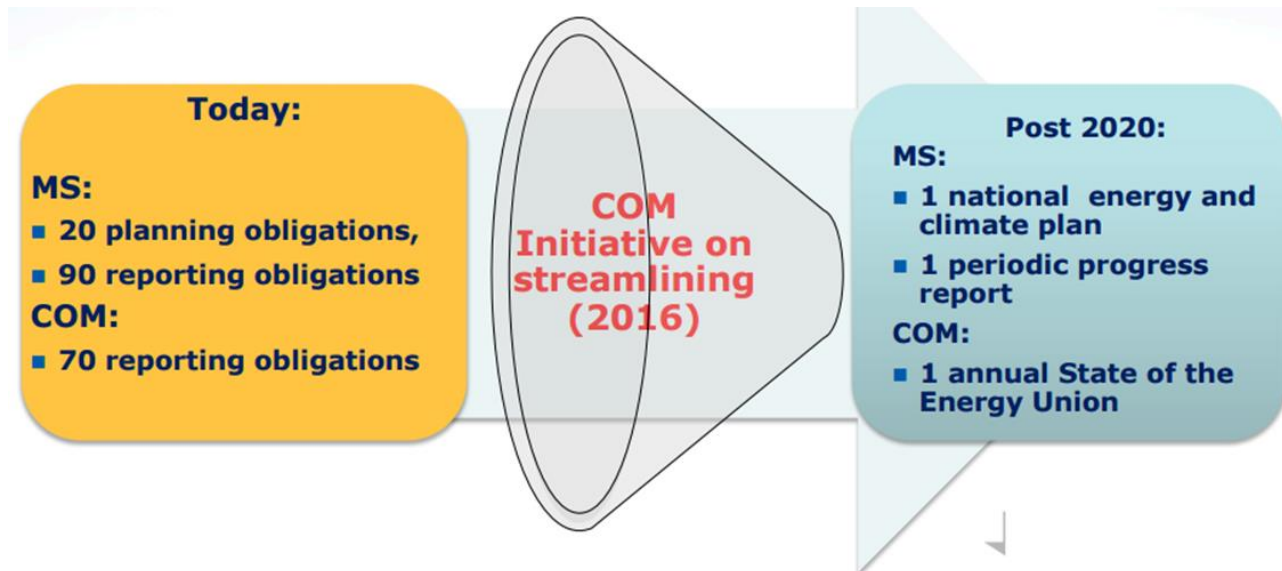 Today:
MS:
▪ 20 planning obligations,
▪ 90 reporting obligations
COM:
▪ 70 reporting obligations
COM
Initiative on
streamlining
(2016)
Post 2020:
MS:
▪ 1 national energy and
climate plan
▪ 1 periodic progress
report
COM:
▪ 1 annual State of the
Energy Union